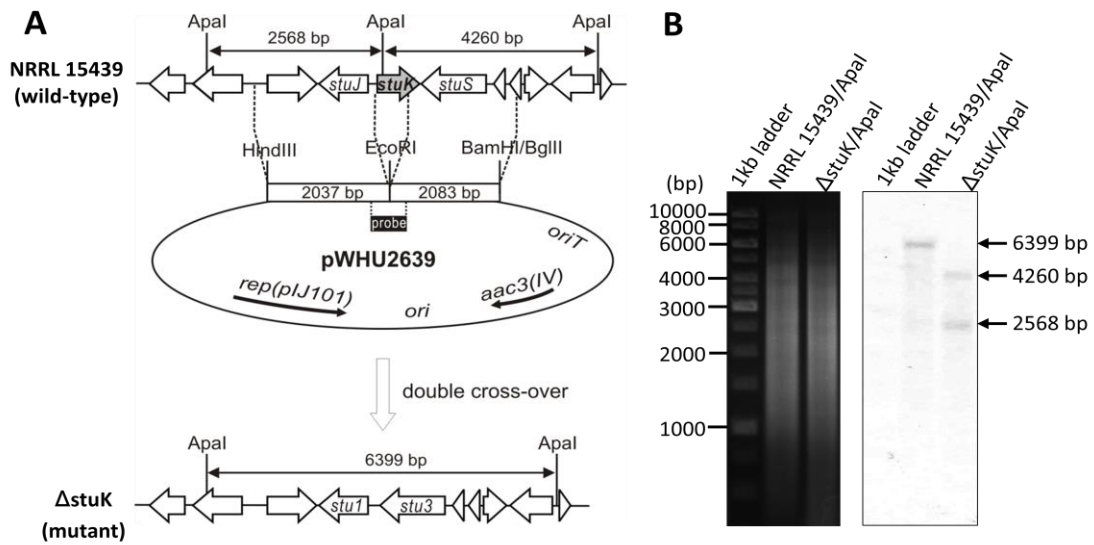 A
ApaI ApaI ApaI
2568 bp 4260 bp
NRRL 15439
(wild-type)
stuJ stuK stuS
HindIII EcoRI BamHI/BglII
2037 bp 2083 bp
probe
oriT
pWHU2639
rep(pIJ101) ori aac3(IV)
double cross-over
ApaI ApaI
6399 bp
ΔstuK
(mutant)
stu1 stu3
B
1kb ladder
NRRL 15439/ApaI
ΔstuK/ApaI
1kb ladder
NRRL 15439/ApaI
ΔstuK/ApaI
(bp)
10000
8000
6000
4000
3000
2000
1000
6399 bp
4260 bp
2568 bp